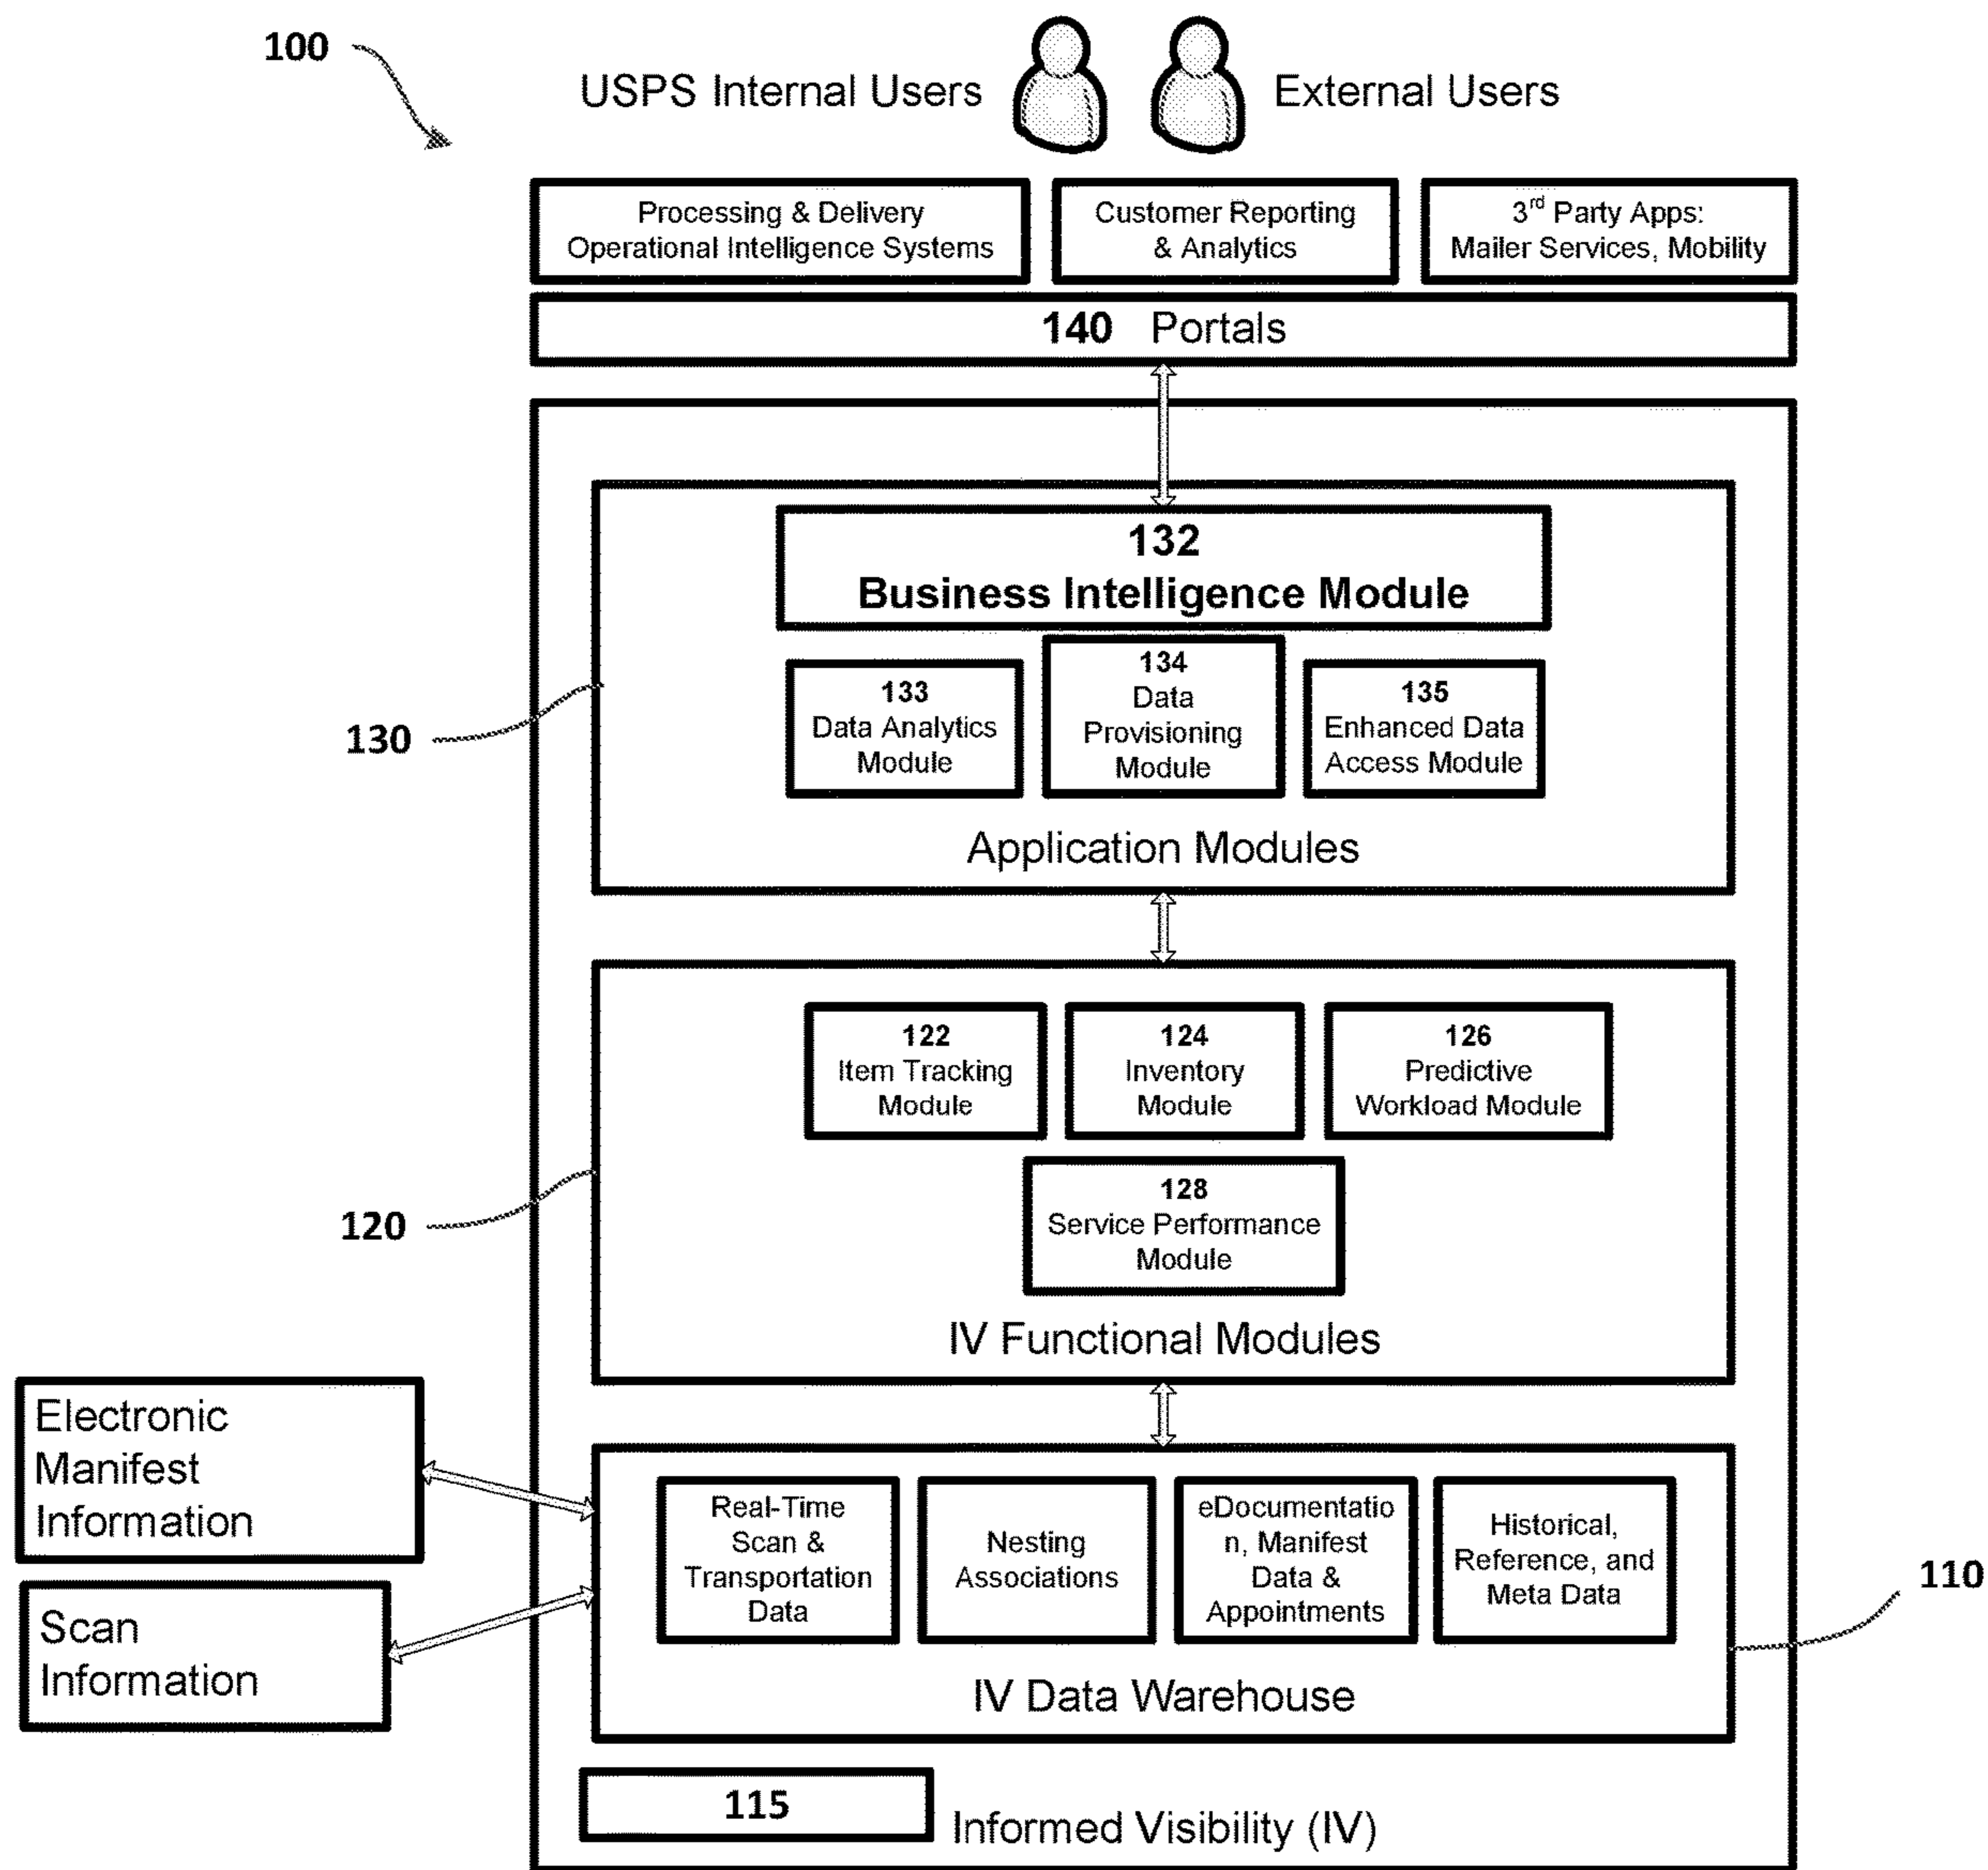 100
USPS Internal Users
External Users
Processing & Delivery
Operational Intelligence Systems
Customer Reporting
& Analytics
3rd Party Apps:
Mailer Services, Mobility
140 Portals
132
Business Intelligence Module
133
Data Analytics
Module
134
Data
Provisioning
Module
135
Enhanced Data
Access Module
130
Application Modules
122
Item Tracking
Module
124
Inventory
Module
126
Predictive
Workload Module
128
Service Performance
Module
120
IV Functional Modules
Electronic
Manifest
Information
Scan
Information
Real-Time
Scan &
Transportation
Data
Nesting
Associations
eDocumentatio
n, Manifest
Data &
Appointments
Historical,
Reference, and
Meta Data
110
IV Data Warehouse
115
Informed Visibility (IV)